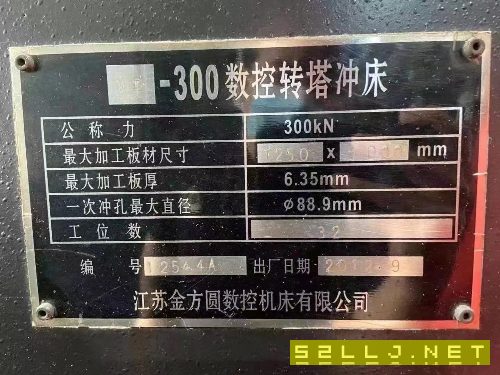 -300数控转塔冲床
公称力 300kN
最大加工板材尺寸 1250 x mm
最大加工板厚 6.35mm
一次冲孔最大直径 φ88.9mm
工位数 32
编号 12544A 出厂日期
江苏金方圆数控机床有限公司
52LLJ.NET